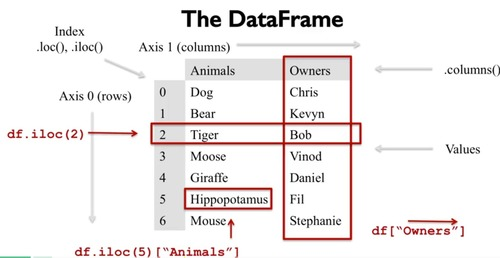 The DataFrame
Index
.loc(), .iloc()
Axis 1 (columns)
Animals Owners
.columns()
0 Dog Chris
Axis 0 (rows)
1 Bear Kevyn
df.iloc(2)
2 Tiger Bob
3 Moose Vinod
Values
4 Giraffe Daniel
5 Hippopotamus Fil
6 Mouse Stephanie
df["Owners"]
df.iloc(5)["Animals"]